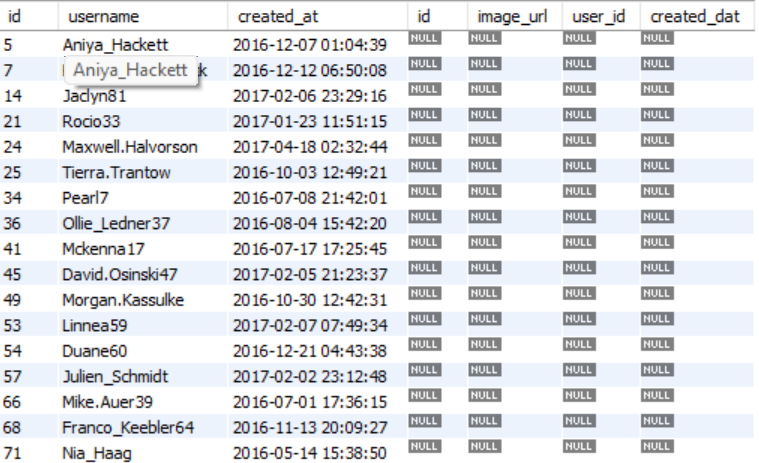 id username created_at id image_url user_id created_dat
5 Aniya_Hackett 2016-12-07 01:04:39 NULL NULL NULL NULL
7 2016-12-12 06:50:08 NULL NULL NULL NULL
Aniya_Hackett
14 Jaclyn81 2017-02-06 23:29:16 NULL NULL NULL NULL
21 Rocio33 2017-01-23 11:51:15 NULL NULL NULL NULL
24 Maxwell.Halvorson 2017-04-18 02:32:44 NULL NULL NULL NULL
25 Tierra.Trantow 2016-10-03 12:49:21 NULL NULL NULL NULL
34 Pearl7 2016-07-08 21:42:01 NULL NULL NULL NULL
36 Ollie_Ledner37 2016-08-04 15:42:20 NULL NULL NULL NULL
41 Mckenna17 2016-07-17 17:25:45 NULL NULL NULL NULL
45 David.Osinski47 2017-02-05 21:23:37 NULL NULL NULL NULL
49 Morgan.Kassulke 2016-10-30 12:42:31 NULL NULL NULL NULL
53 Linnea59 2017-02-07 07:49:34 NULL NULL NULL NULL
54 Duane60 2016-12-21 04:43:38 NULL NULL NULL NULL
57 Julien_Schmidt 2017-02-02 23:12:48 NULL NULL NULL NULL
66 Mike.Auer39 2016-07-01 17:36:15 NULL NULL NULL NULL
68 Franco_Keebler64 2016-11-13 20:09:27 NULL NULL NULL NULL
71 Nia_Haag 2016-05-14 15:38:50 NULL NULL NULL NULL